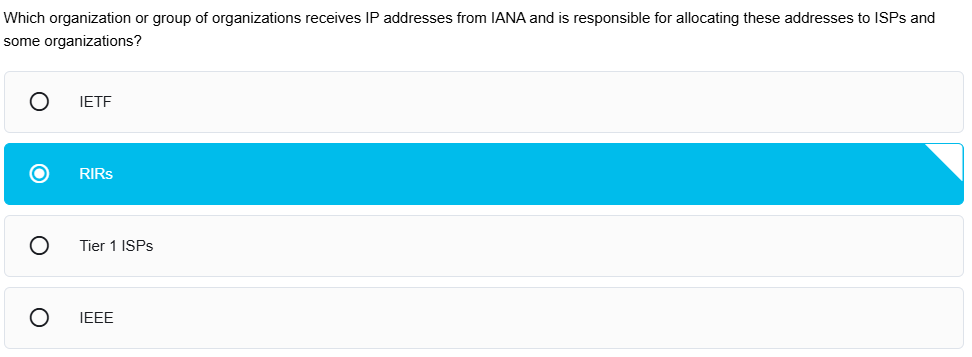 Which organization or group of organizations receives IP addresses from IANA and is responsible for allocating these addresses to ISPs and
some organizations?
IETF
RIRs
Tier 1 ISPs
IEEE